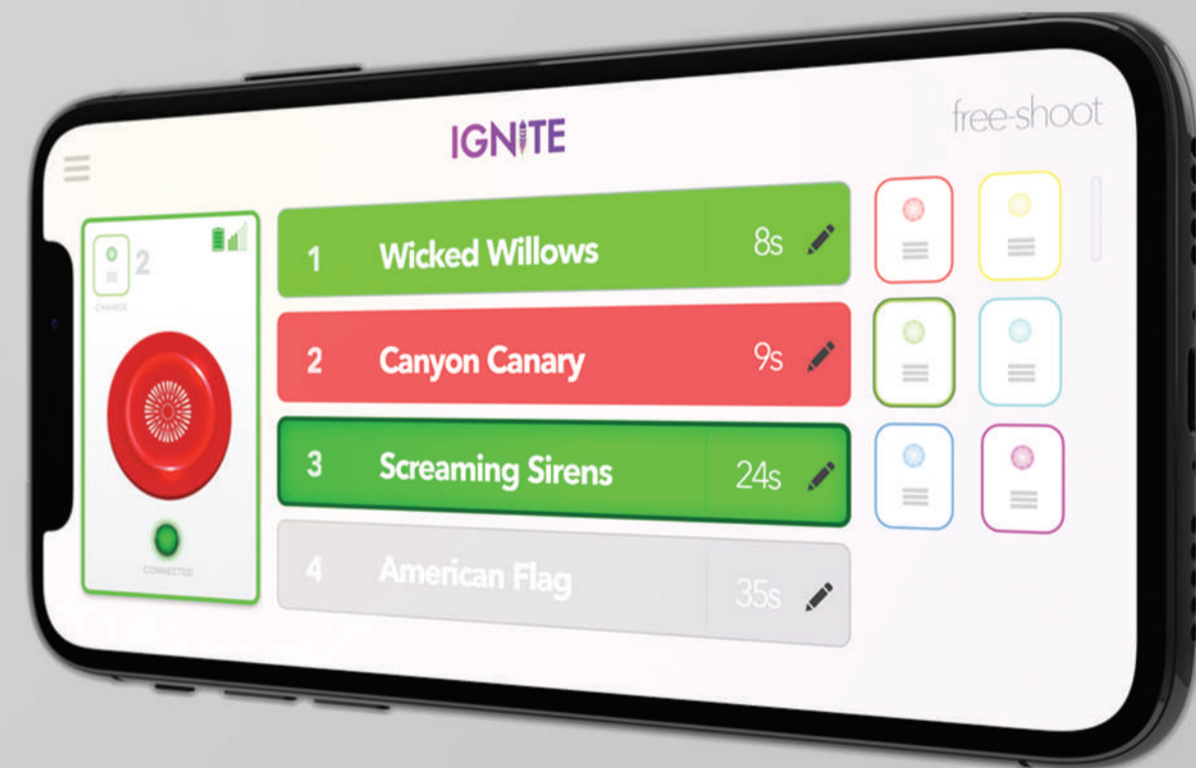 IGNITE
free-shoot
2
CHARGE
CONNECTED
1 Wicked Willows 8s
2 Canyon Canary 9s
3 Screaming Sirens 24s
4 American Flag 35s